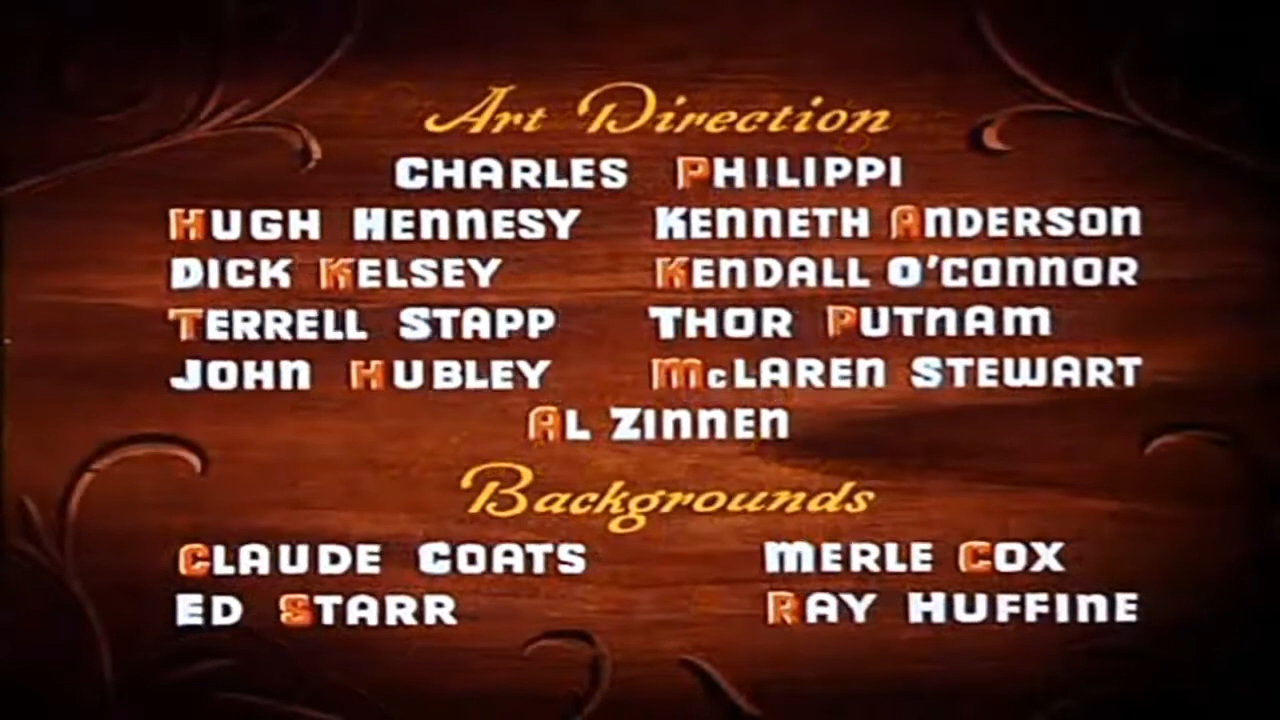 Art Direction
CHARLES PHILIPPI
HUGH HENNESY KENNETH ANDERSON
DICK KELSEY KENDALL O'CONNOR
TERRELL STAPP THOR PUTNAM
JOHN HUBLEY McLAREN STEWART
AL ZINNEN
Backgrounds
CLAUDE COATS MERLE COX
ED STARR RAY HUFFINE